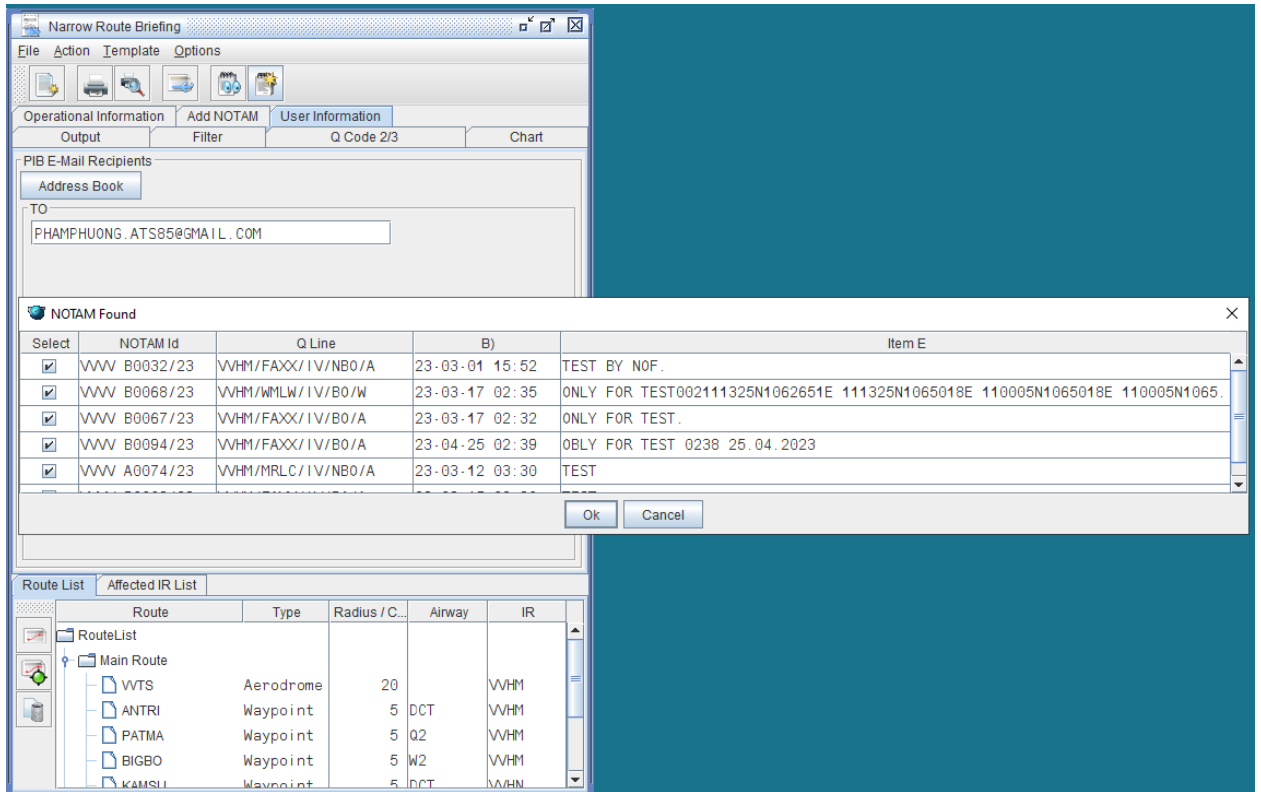 Narrow Route Briefing
File Action Template Options
Operational Information Add NOTAM User Information
Output Filter Q Code 2/3 Chart
PIB E-Mail Recipients
Address Book
TO
PHAMPHUONG.ATS85@GMAIL.COM
NOTAM Found
Select NOTAM Id Q Line B) Item E
VVVV B0032/23 VVHM/FAXX/IV/NBO/A 23-03-01 15:52 TEST BY NOF.
VVVV B0068/23 VVHM/WMLW/IV/BO/W 23-03-17 02:35 ONLY FOR TEST002111325N1062651E 111325N1065018E 110005N1065018E 110005N1065.
VVVV B0067/23 VVHM/FAXX/IV/BO/A 23-03-17 02:32 ONLY FOR TEST.
VVVV B0094/23 VVHM/FAXX/IV/BO/A 23-04-25 02:39 OBLY FOR TEST 0238 25.04.2023
VVVV A0074/23 VVHM/MRLC/IV/NBO/A 23-03-12 03:30 TEST
Ok Cancel
Route List Affected IR List
Route Type Radius / C... Airway IR
RouteList
Main Route
VVTS Aerodrome 20 VVHM
ANTRI Waypoint 5 DCT VVHM
PATMA Waypoint 5 Q2 VVHM
BIGBO Waypoint 5 W2 VVHM
KAMSU Waypoint 5 DCT VVHN